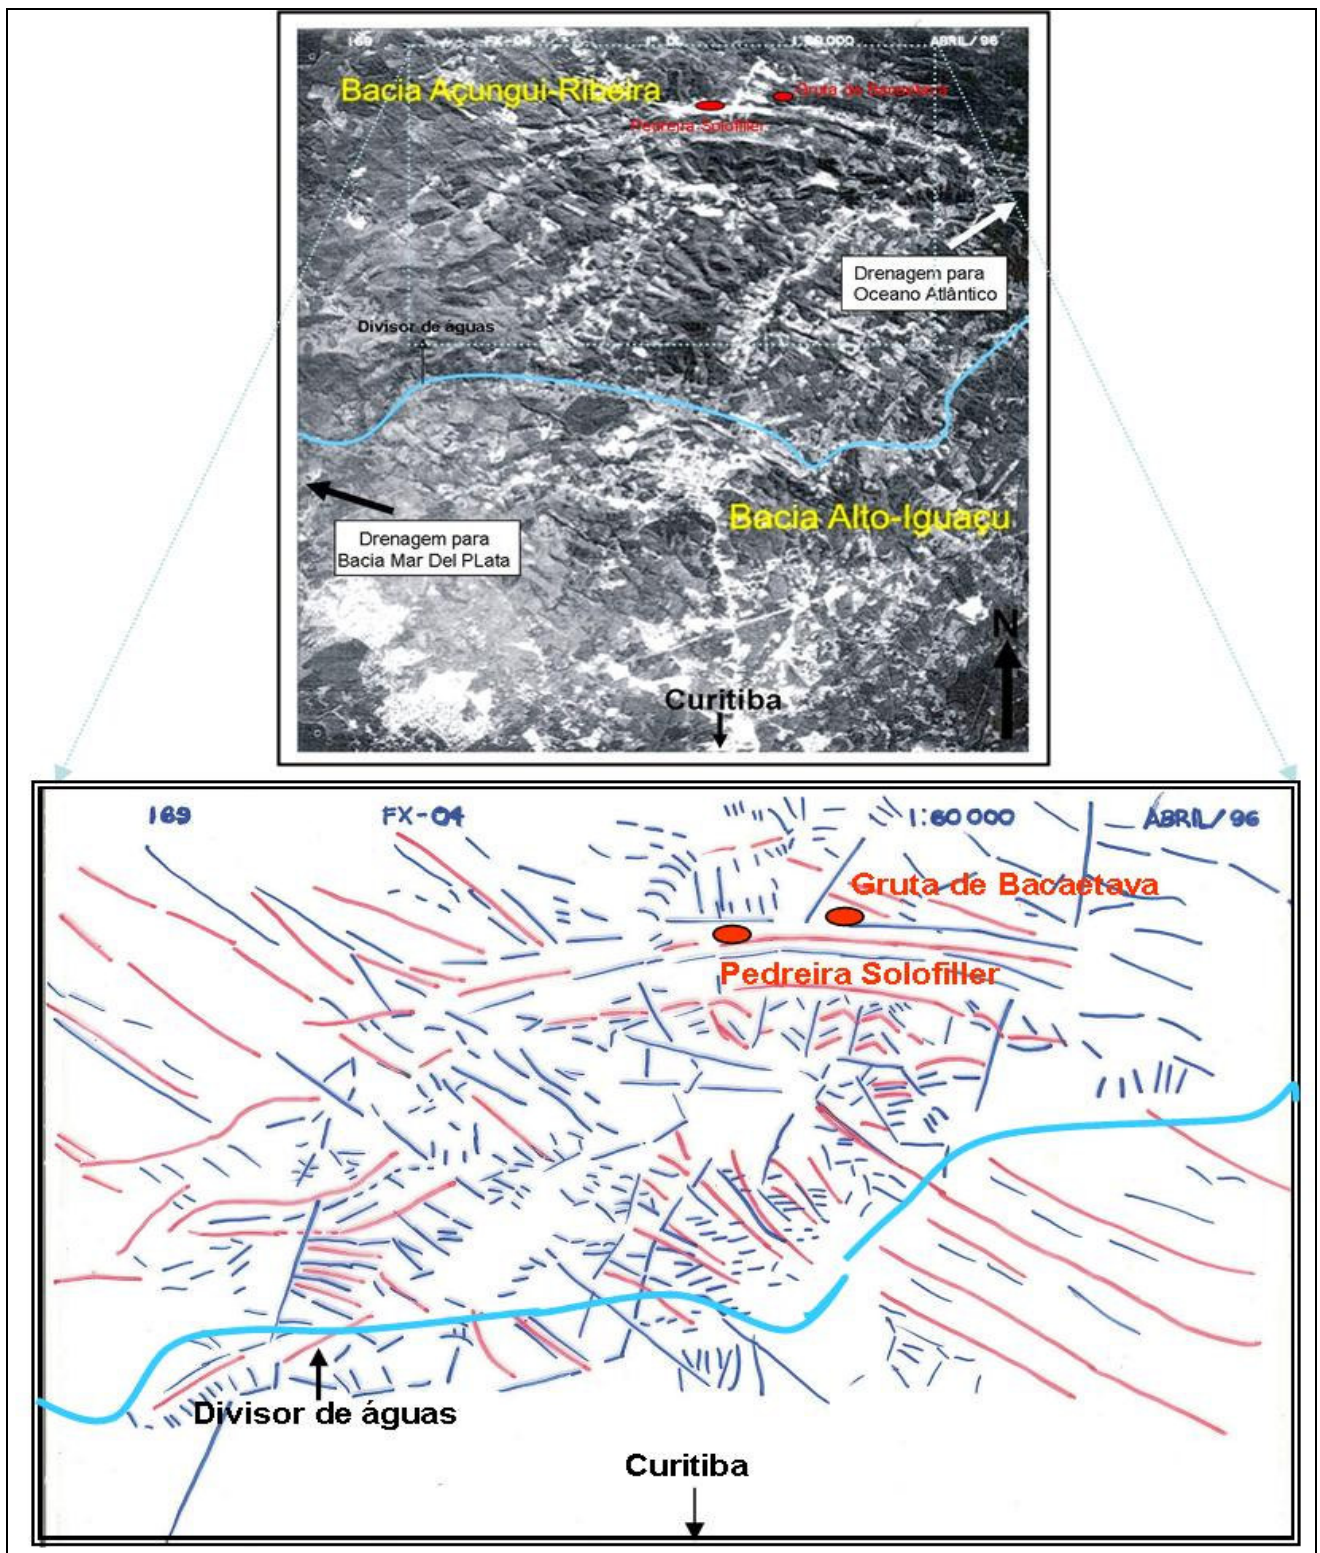 169 FX-04 1:60.000 ABRIL/96
Bacia Açungui-Ribeira
Gruta de Bacaetava
Pedreira Solofiller
Drenagem para
Oceano Atlântico
Divisor de águas
Bacia Alto-Iguaçu
Drenagem para
Bacia Mar Del PLata
N
Curitiba
169 FX-04 1:60 000 ABRIL/96
Gruta de Bacaetava
Pedreira Solofiller
Divisor de águas
Curitiba